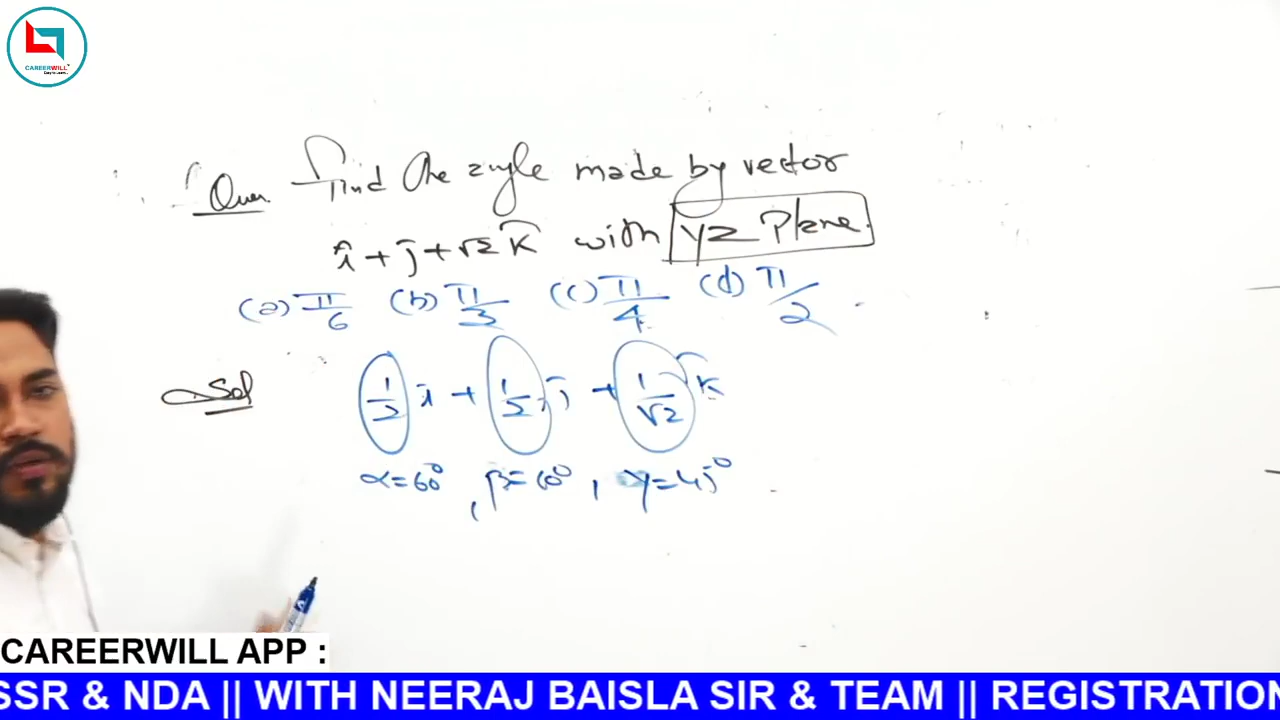 CAREERWILL
Ques. Find the angle made by vector
î + ĵ + √2 k̂ with YZ Plane.
(a) π/6 (b) π/3 (c) π/4 (d) π/2
Sol
1/2 î + 1/2 ĵ + 1/√2 k̂
α=60°, β=60°, γ=45°
CAREERWILL APP :
SSR & NDA || WITH NEERAJ BAISLA SIR & TEAM || REGISTRATION